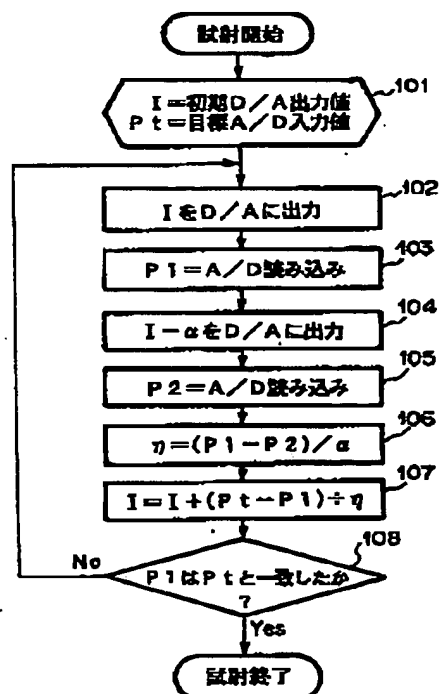 試射開始
101
I=初期D/A出力値
Pt=目標A/D入力値
102
IをD/Aに出力
103
P1=A/D読み込み
104
I-αをD/Aに出力
105
P2=A/D読み込み
106
η=(P1-P2)/α
107
I=I+(Pt-P1)÷η
108
No
P1はPtと一致したか
?
Yes
試射終了